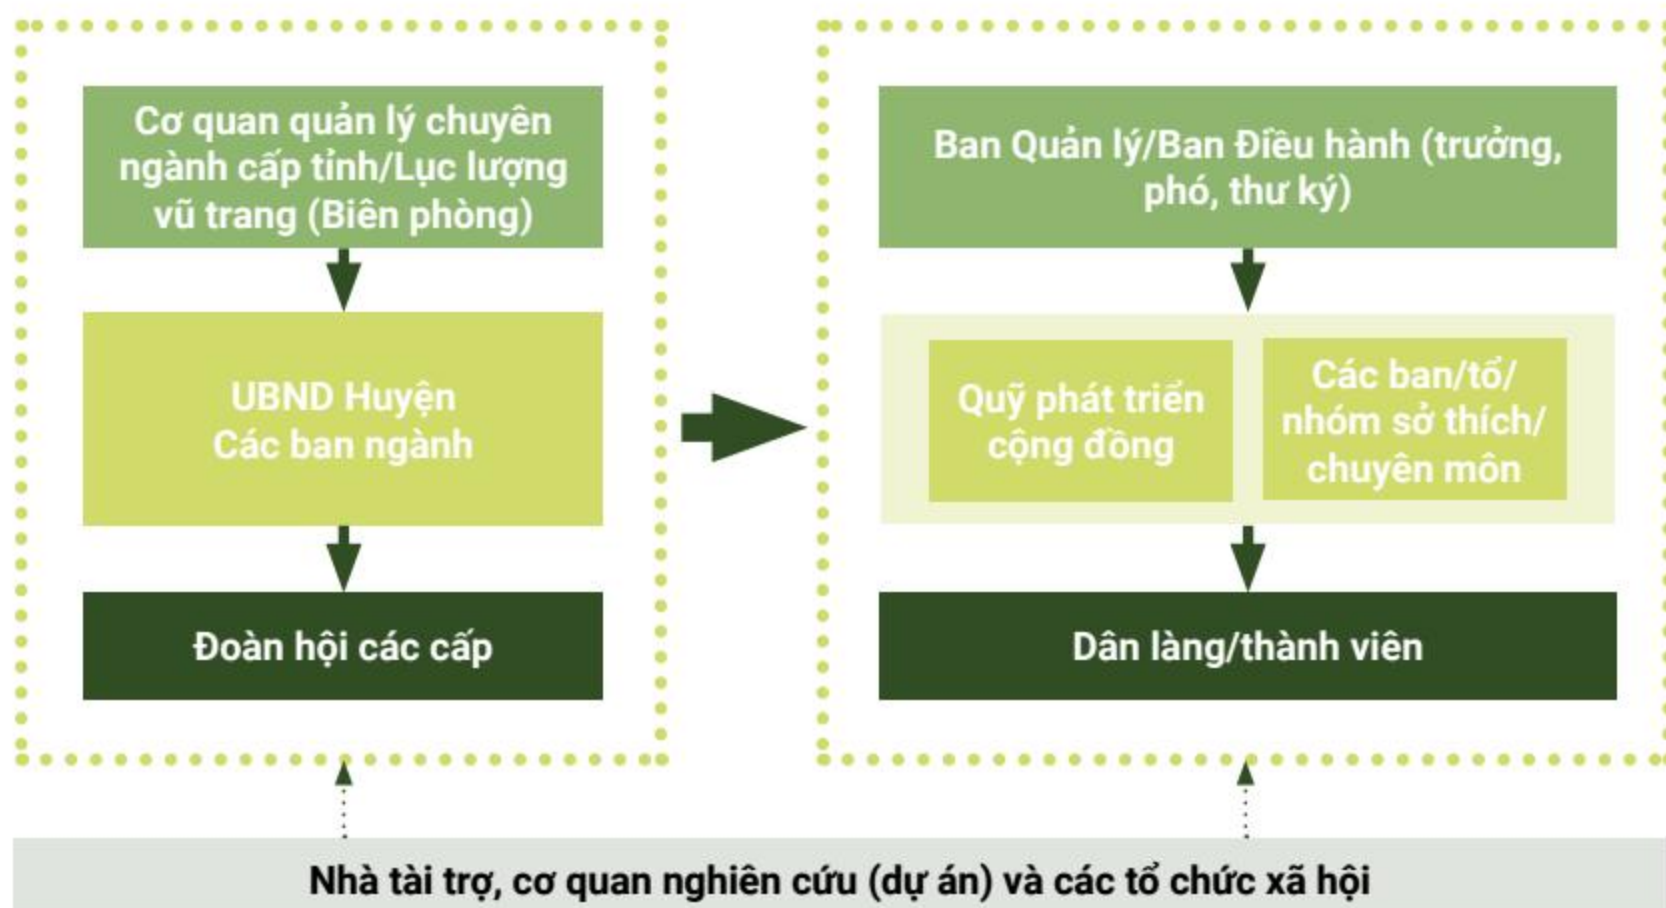 Cơ quan quản lý chuyên
ngành cấp tỉnh/Lục lượng
vũ trang (Biên phòng)
UBND Huyện
Các ban ngành
Đoàn hội các cấp
Ban Quản lý/Ban Điều hành (trưởng,
phó, thư ký)
Quỹ phát triển
cộng đồng
Các ban/tổ/
nhóm sở thích/
chuyên môn
Dân làng/thành viên
Nhà tài trợ, cơ quan nghiên cứu (dự án) và các tổ chức xã hội